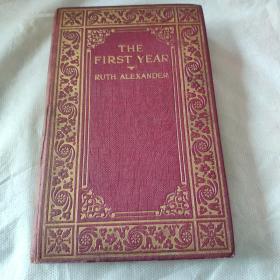 THE
FIRST YEAR
RUTH ALEXANDER